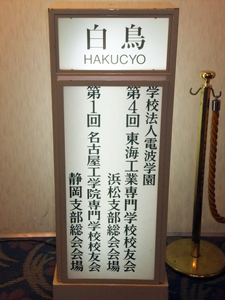 白鳥
HAKUCYO
学校法人電波学園
第4回 東海工業専門学校校友会
浜松支部総会会場
第1回 名古屋工学院専門学校校友会
静岡支部総会会場